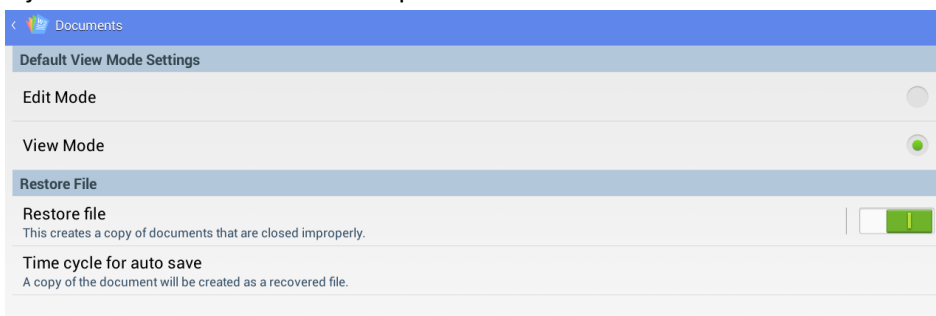 Documents
Default View Mode Settings
Edit Mode
View Mode
Restore File
Restore file
This creates a copy of documents that are closed improperly.
Time cycle for auto save
A copy of the document will be created as a recovered file.